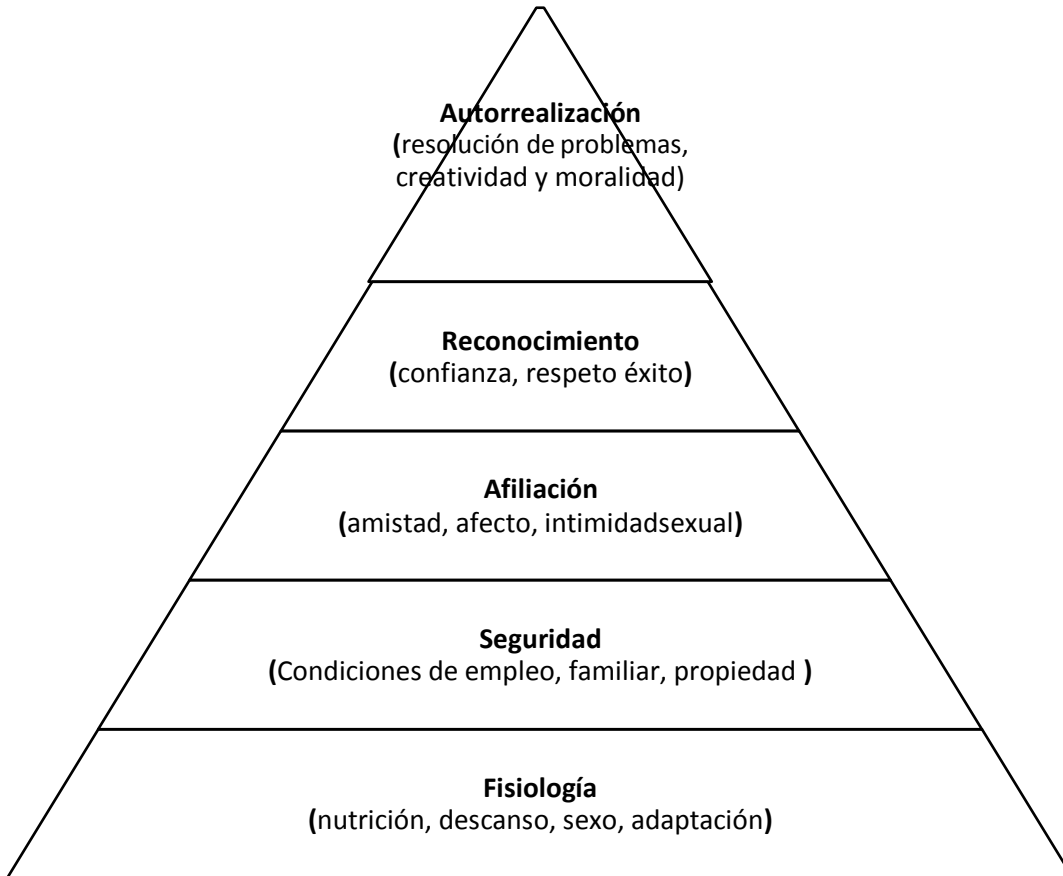 Autorrealización
(resolución de problemas,
creatividad y moralidad)
Reconocimiento
(confianza, respeto éxito)
Afiliación
(amistad, afecto, intimidadsexual)
Seguridad
(Condiciones de empleo, familiar, propiedad )
Fisiología
(nutrición, descanso, sexo, adaptación)